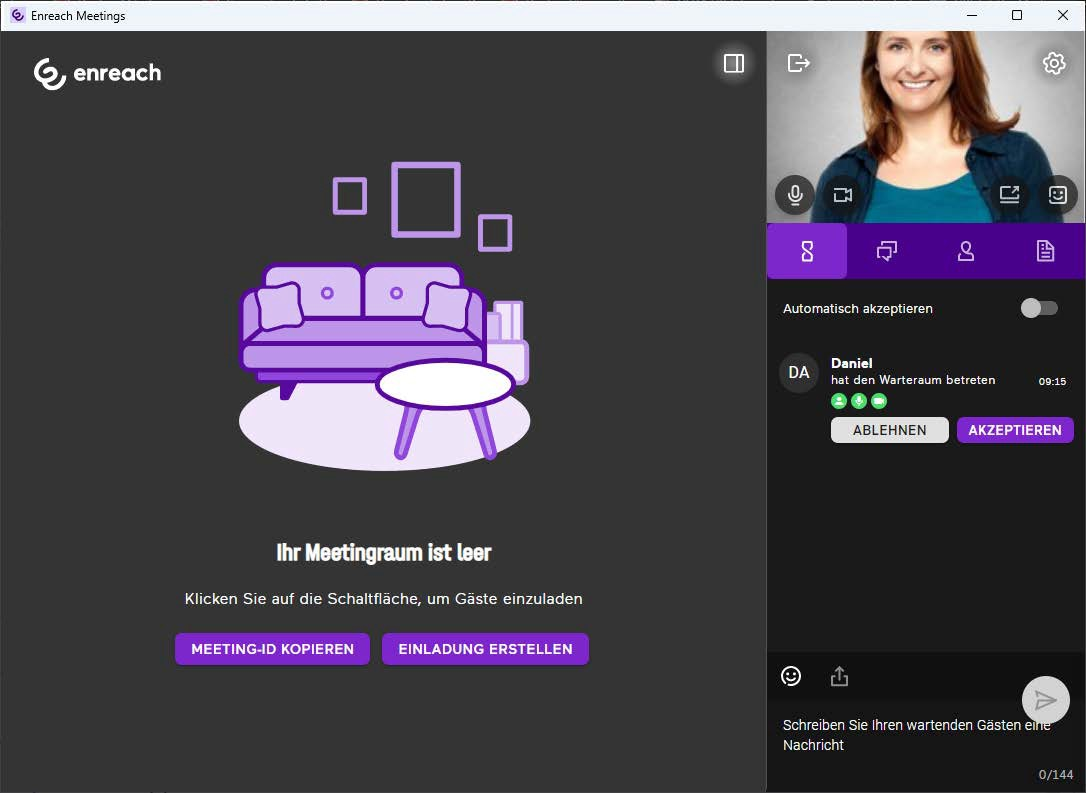 Enreach Meetings
enreach
Automatisch akzeptieren
DA
Daniel
hat den Warteraum betreten
09:15
ABLEHNEN
AKZEPTIEREN
Ihr Meetingraum ist leer
Klicken Sie auf die Schaltfläche, um Gäste einzuladen
MEETING-ID KOPIEREN
EINLADUNG ERSTELLEN
Schreiben Sie Ihren wartenden Gästen eine
Nachricht
0/144